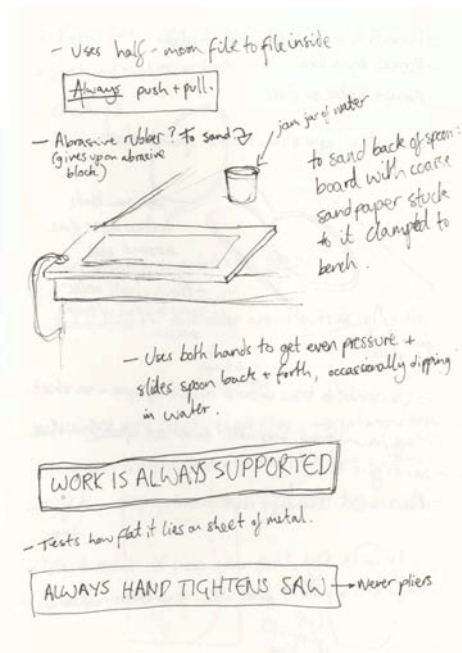 - Uses half-moon file to file inside
Always push + pull.
- Abrasive rubber? to sand
(gives up on abrasive
block.)
jam jar of water
to sand back of spoon:
board with coarse
sandpaper stuck
to it clamped to
bench.
- Uses both hands to get even pressure +
slides spoon back + forth, occasionally dipping
in water.
WORK IS ALWAYS SUPPORTED
- Tests how flat it lies on sheet of metal.
ALWAYS HAND TIGHTENS SAW → never pliers